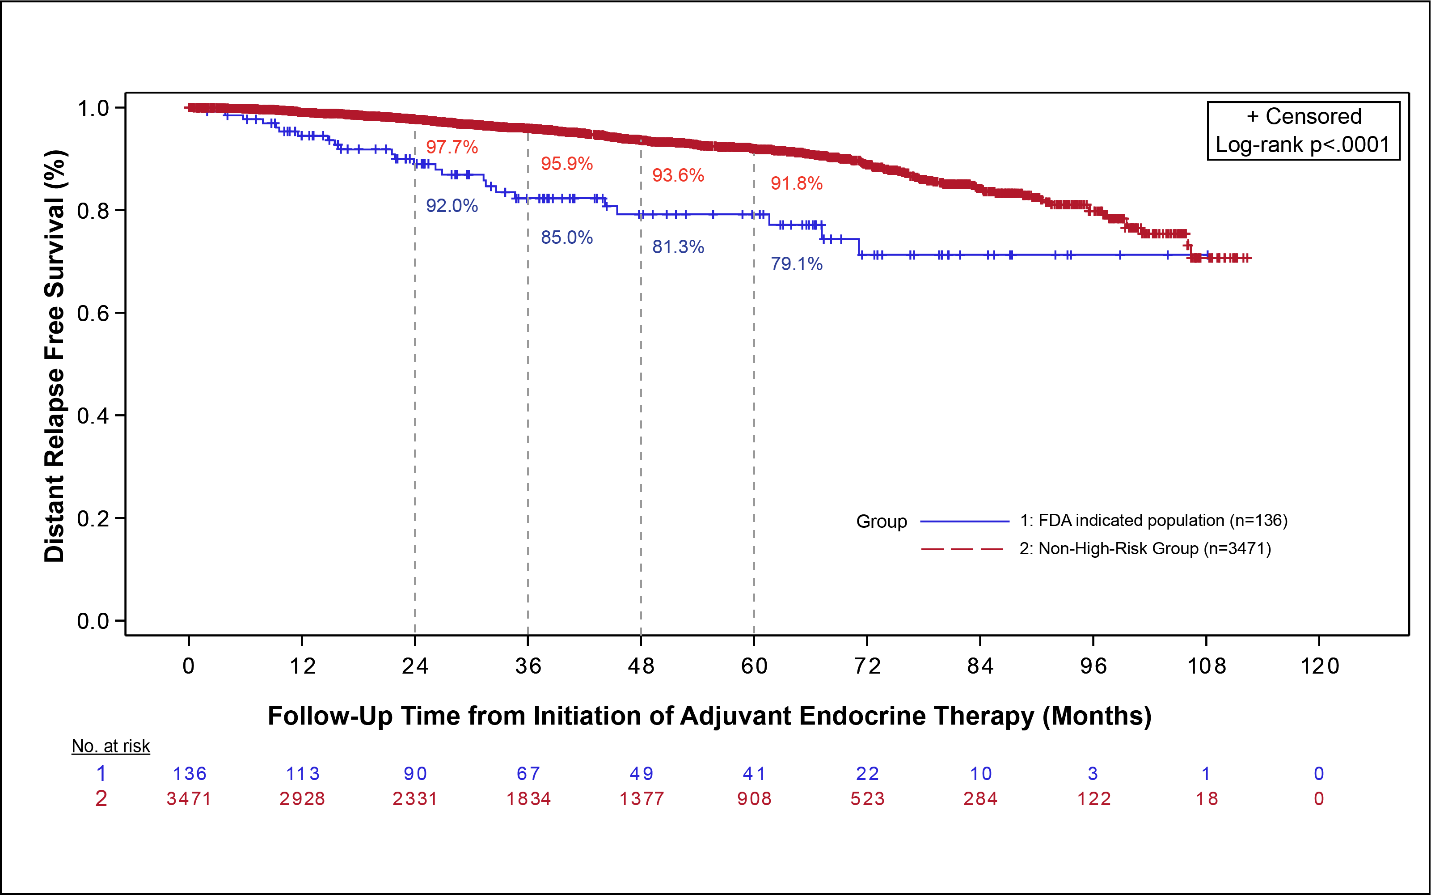 + Censored
Log-rank p<.0001
Distant Relapse Free Survival (%)
1.0
0.8
0.6
0.4
0.2
0.0
97.7%
95.9%
93.6%
91.8%
92.0%
85.0%
81.3%
79.1%
Group
1: FDA indicated population (n=136)
2: Non-High-Risk Group (n=3471)
0 12 24 36 48 60 72 84 96 108 120
Follow-Up Time from Initiation of Adjuvant Endocrine Therapy (Months)
No. at risk
1 136 113 90 67 49 41 22 10 3 1 0
2 3471 2928 2331 1834 1377 908 523 284 122 18 0